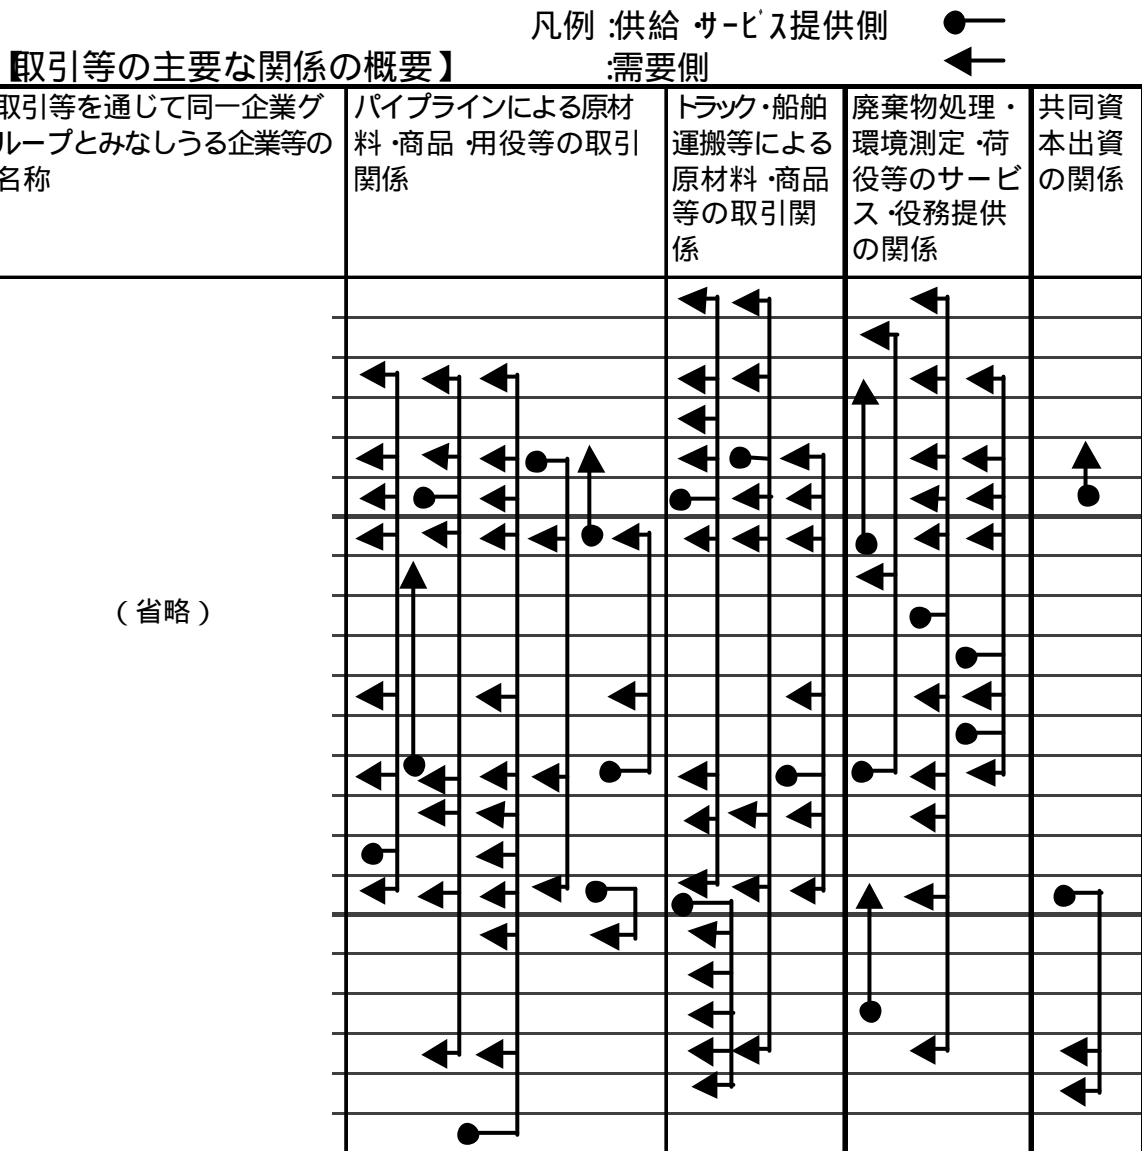 凡例:供給・サービス提供側
【取引等の主要な関係の概要】
:需要側
取引等を通じて同一企業グ
ループとみなしうる企業等の
名称
パイプラインによる原材
料・商品・用役等の取引
関係
トラック・船舶
運搬等による
原材料・商品
等の取引関
係
廃棄物処理・
環境測定・荷
役等のサービ
ス・役務提供
の関係
共同資
本出資
の関係
(省略)